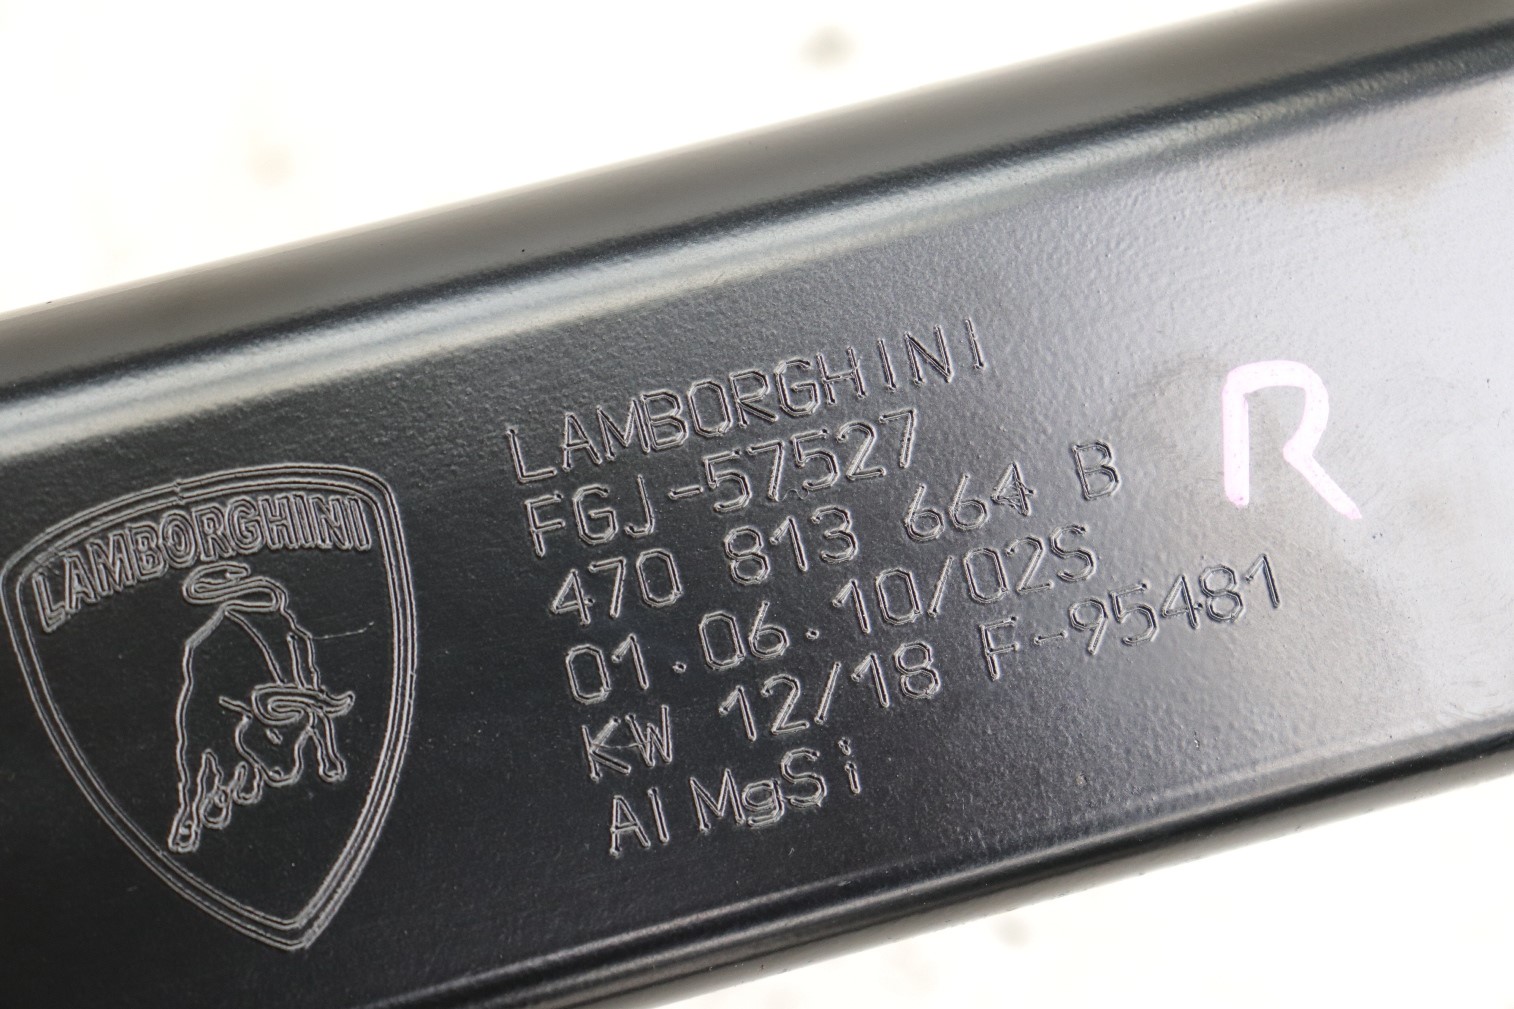 LAMBORGHINI
LAMBORGHINI
FGJ-57527
470 813 664 B
01.06.10/02S
KW 12/18 F-95481
Al MgSi
R